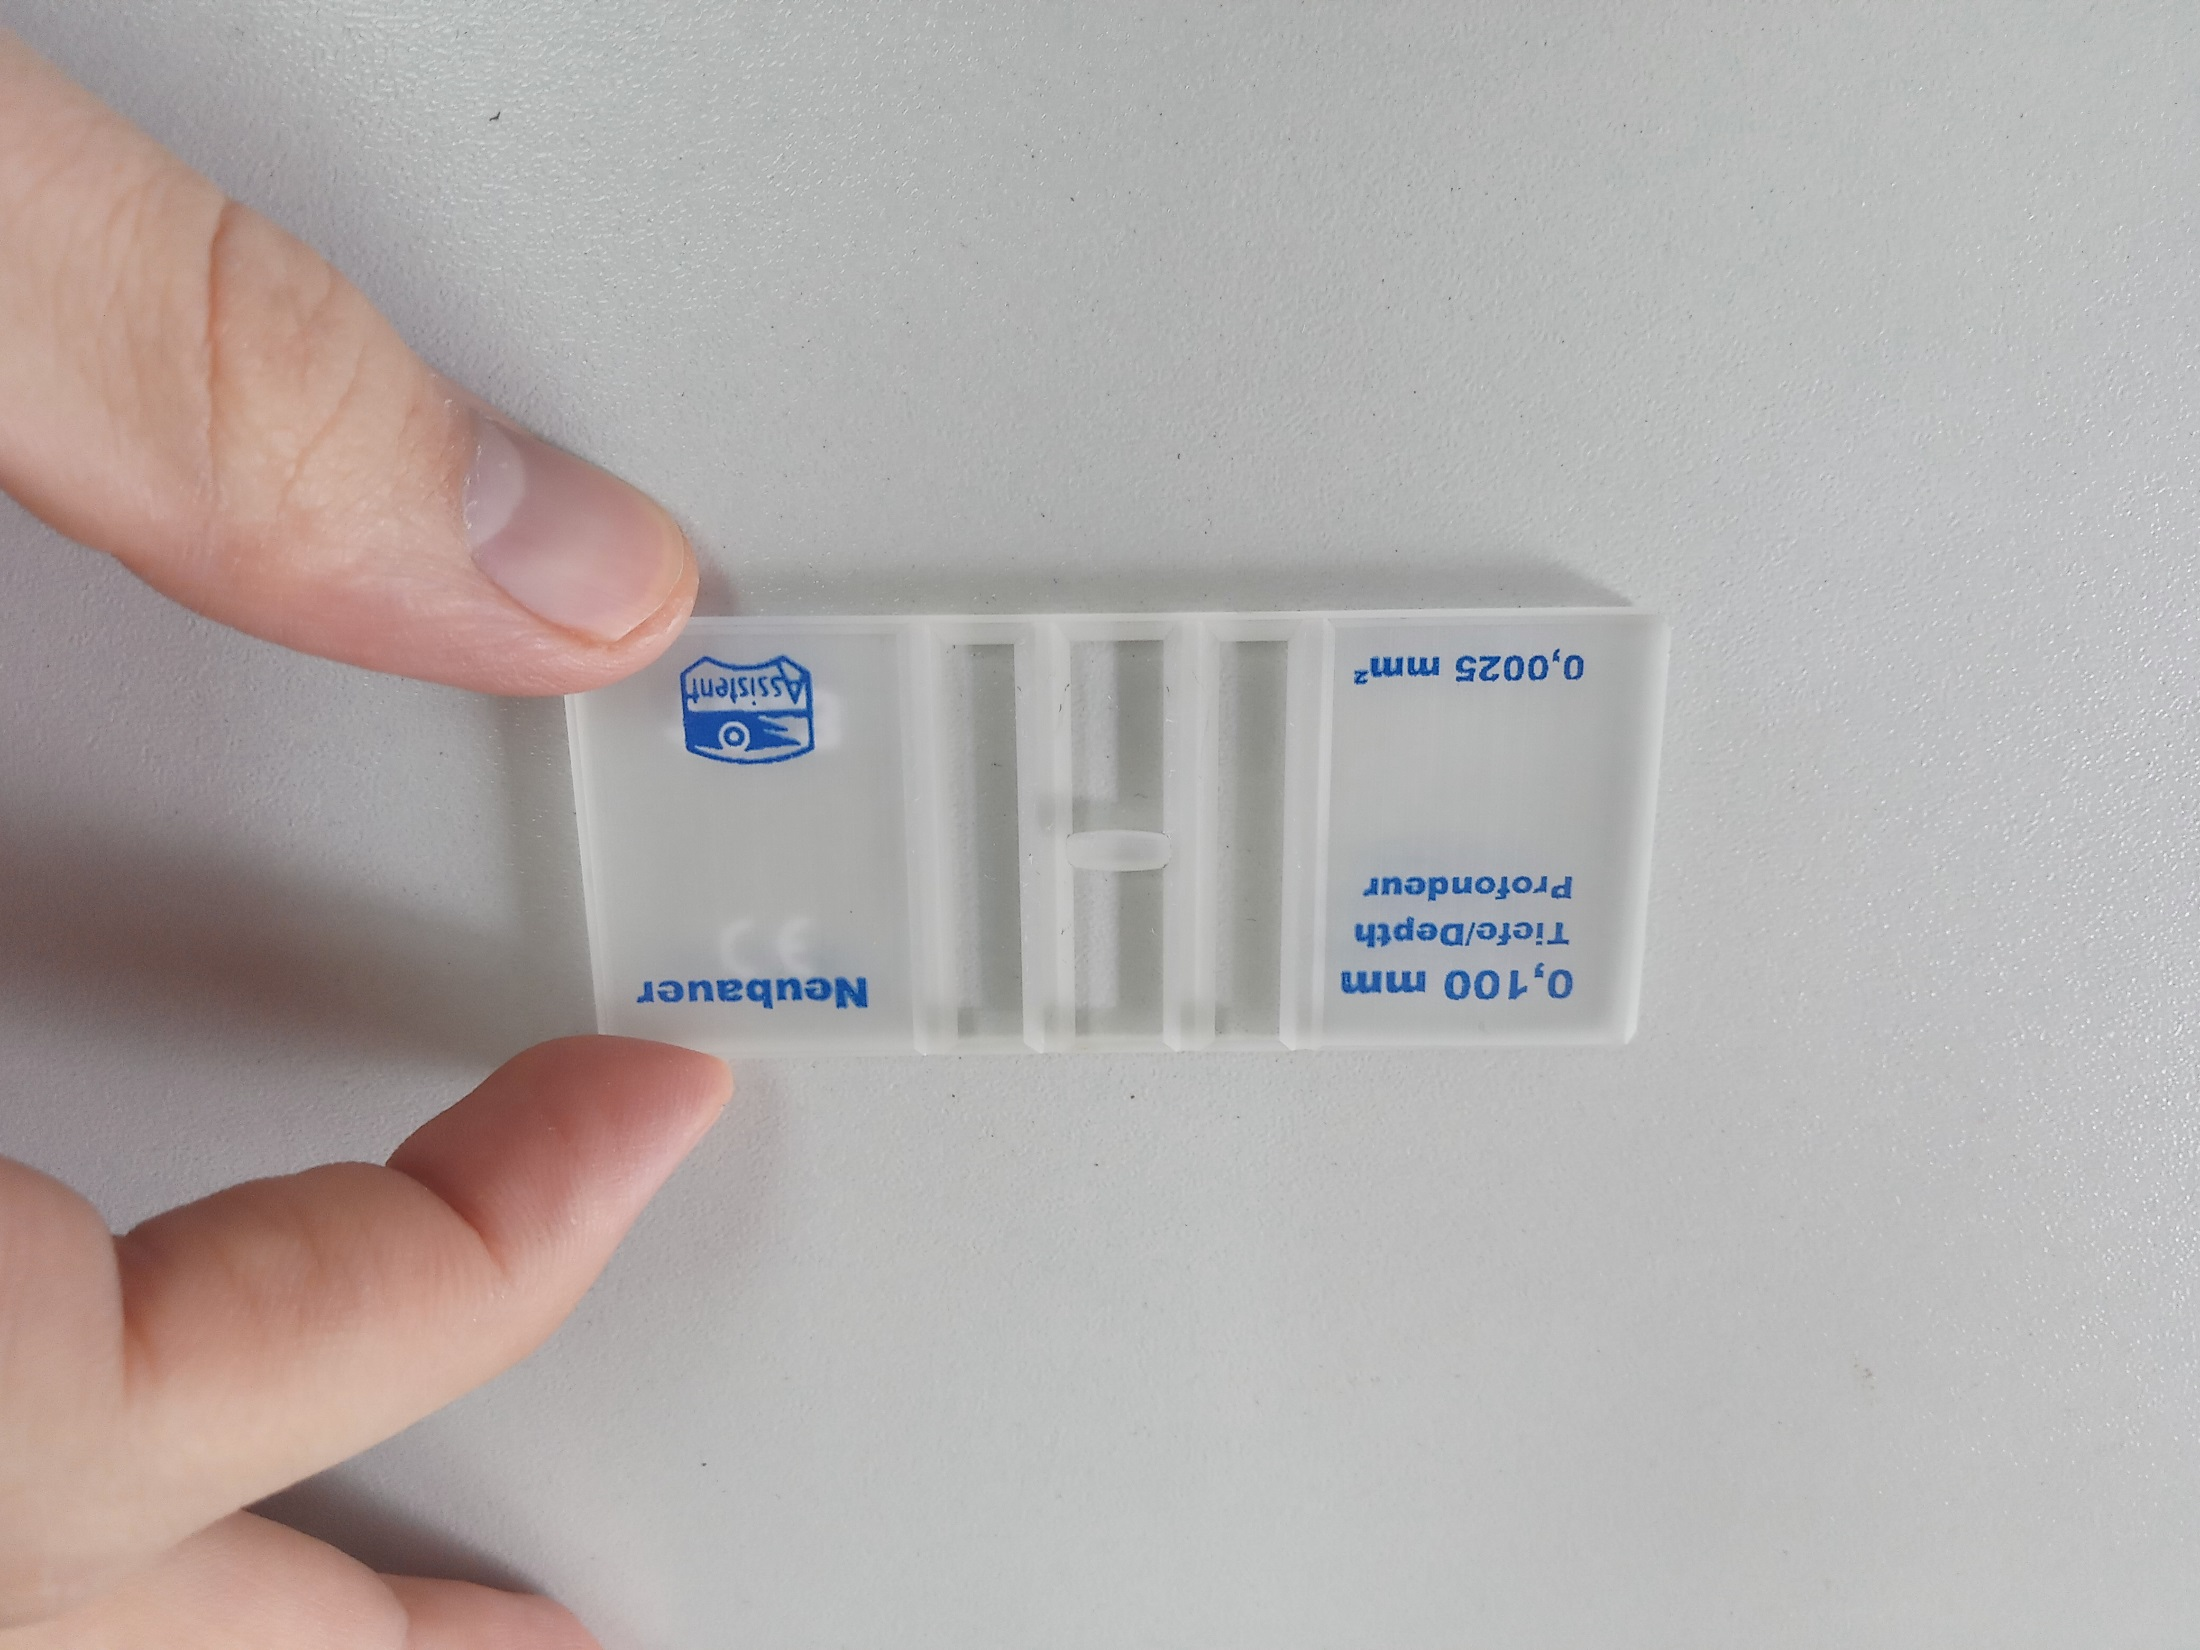 0,100 mm
Tiefe/Depth
Profondeur
0,0025 mm²
Neubauer
CE
Assistent